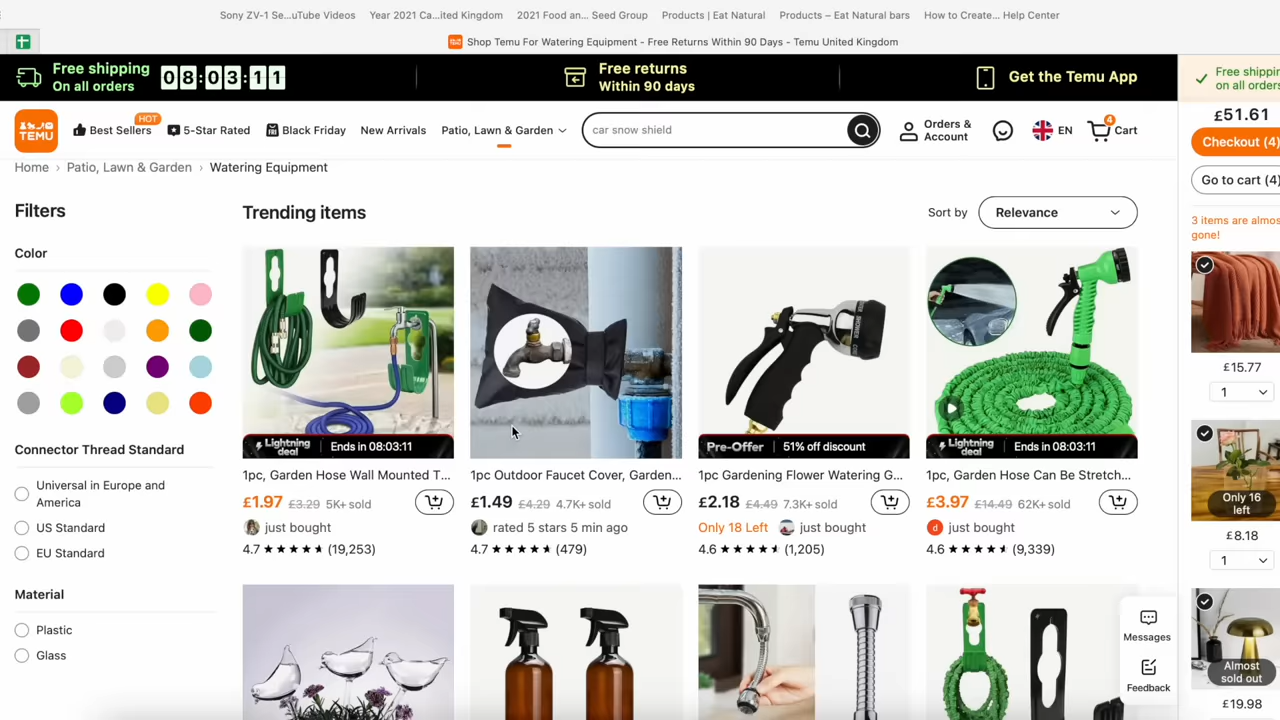 Sony ZV-1 Se...uTube Videos
Year 2021 Ca...ited Kingdom
2021 Food an... Seed Group
Products | Eat Natural
Products – Eat Natural bars
How to Create... Help Center
Shop Temu For Watering Equipment - Free Returns Within 90 Days - Temu United Kingdom
Free shipping
On all orders
08:03:11
Free returns
Within 90 days
Get the Temu App
Free shippin
on all orders
£51.61
Checkout (4)
Go to cart (4)
3 items are almos
gone!
TEMU
Best Sellers
HOT
5-Star Rated
Black Friday
New Arrivals
Patio, Lawn & Garden
car snow shield
Orders &
Account
EN
4
Cart
Home › Patio, Lawn & Garden › Watering Equipment
Filters
Color
Connector Thread Standard
Universal in Europe and
America
US Standard
EU Standard
Material
Plastic
Glass
Trending items
Sort by
Relevance
Lightning
deal
Ends in 08:03:11
1pc, Garden Hose Wall Mounted T...
£1.97 £3.29 5K+ sold
just bought
4.7 ★★★★★ (19,253)
1pc Outdoor Faucet Cover, Garden...
£1.49 £4.29 4.7K+ sold
rated 5 stars 5 min ago
4.7 ★★★★★ (479)
Pre-Offer
51% off discount
1pc Gardening Flower Watering G...
£2.18 £4.49 7.3K+ sold
Only 18 Left
just bought
4.6 ★★★★★ (1,205)
Lightning
deal
Ends in 08:03:11
1pc, Garden Hose Can Be Stretch...
£3.97 £14.49 62K+ sold
d
just bought
4.6 ★★★★★ (9,339)
£15.77
1
Only 16
left
£8.18
1
Almost
sold out
£19.98
Messages
Feedback